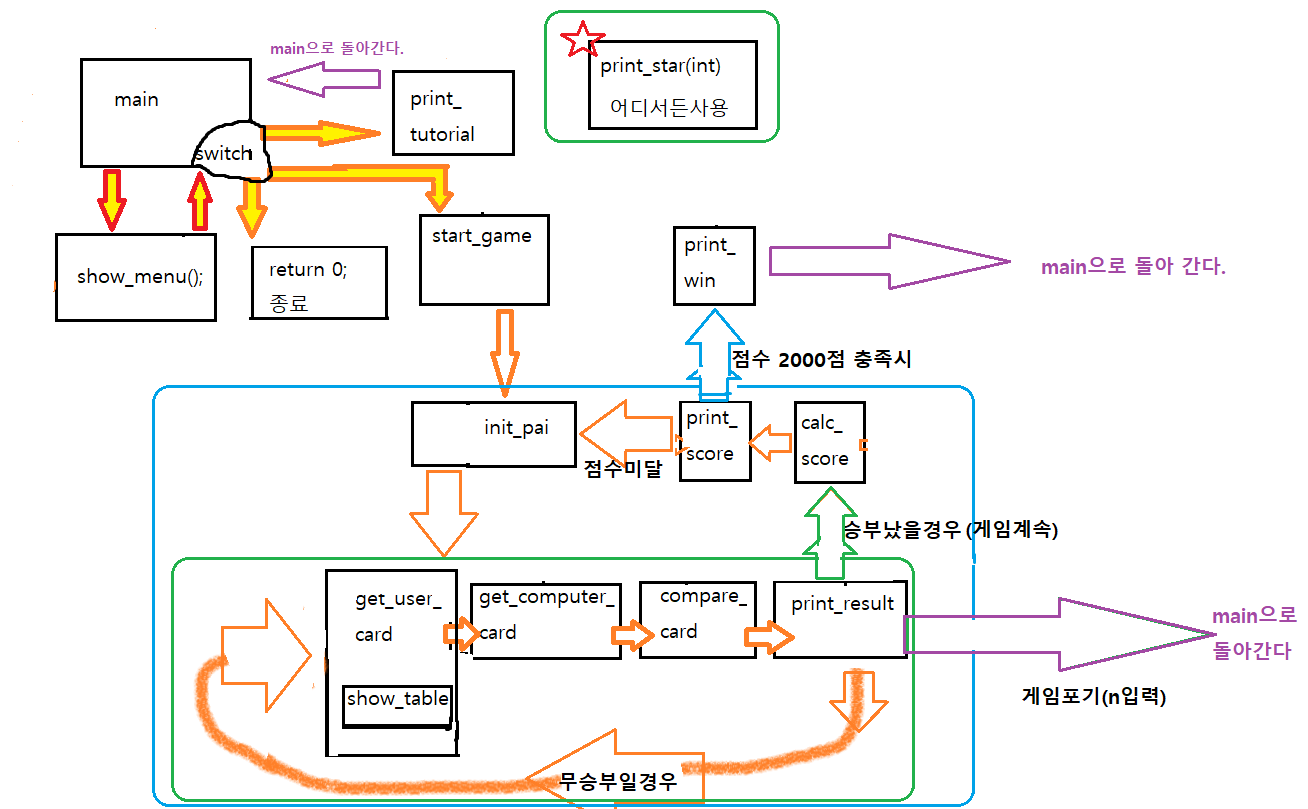 main으로 돌아간다.
main
switch
print_
tutorial
print_star(int)
어디서든사용
show_menu();
return 0;
종료
start_game
print_
win
main으로 돌아 간다.
점수 2000점 충족시
init_pai
print_
score
calc_
score
점수미달
승부났을경우 (게임계속)
get_user_
card
show_table
get_computer_
card
compare_
card
print_result
main으로
돌아간다
게임포기(n입력)
무승부일경우